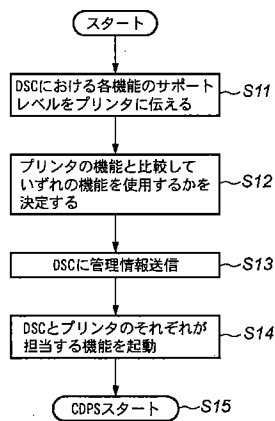 スタート
DSCにおける各機能のサポート
レベルをプリンタに伝える
S11
プリンタの機能と比較して
いずれの機能を使用するかを
決定する
S12
DSCに管理情報送信
S13
DSCとプリンタのそれぞれが
担当する機能を起動
S14
CDPSスタート
S15